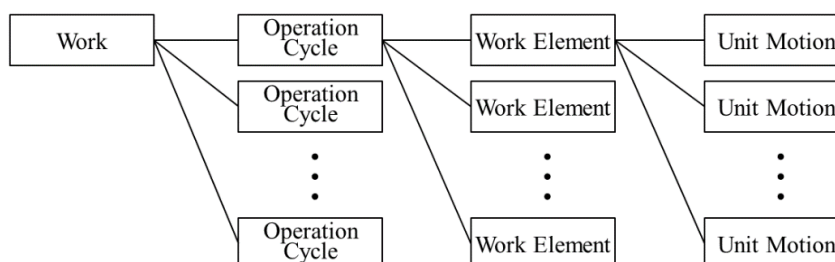 Work
Operation
Cycle
Work Element
Unit Motion
Operation
Cycle
Work Element
Unit Motion
Operation
Cycle
Work Element
Unit Motion